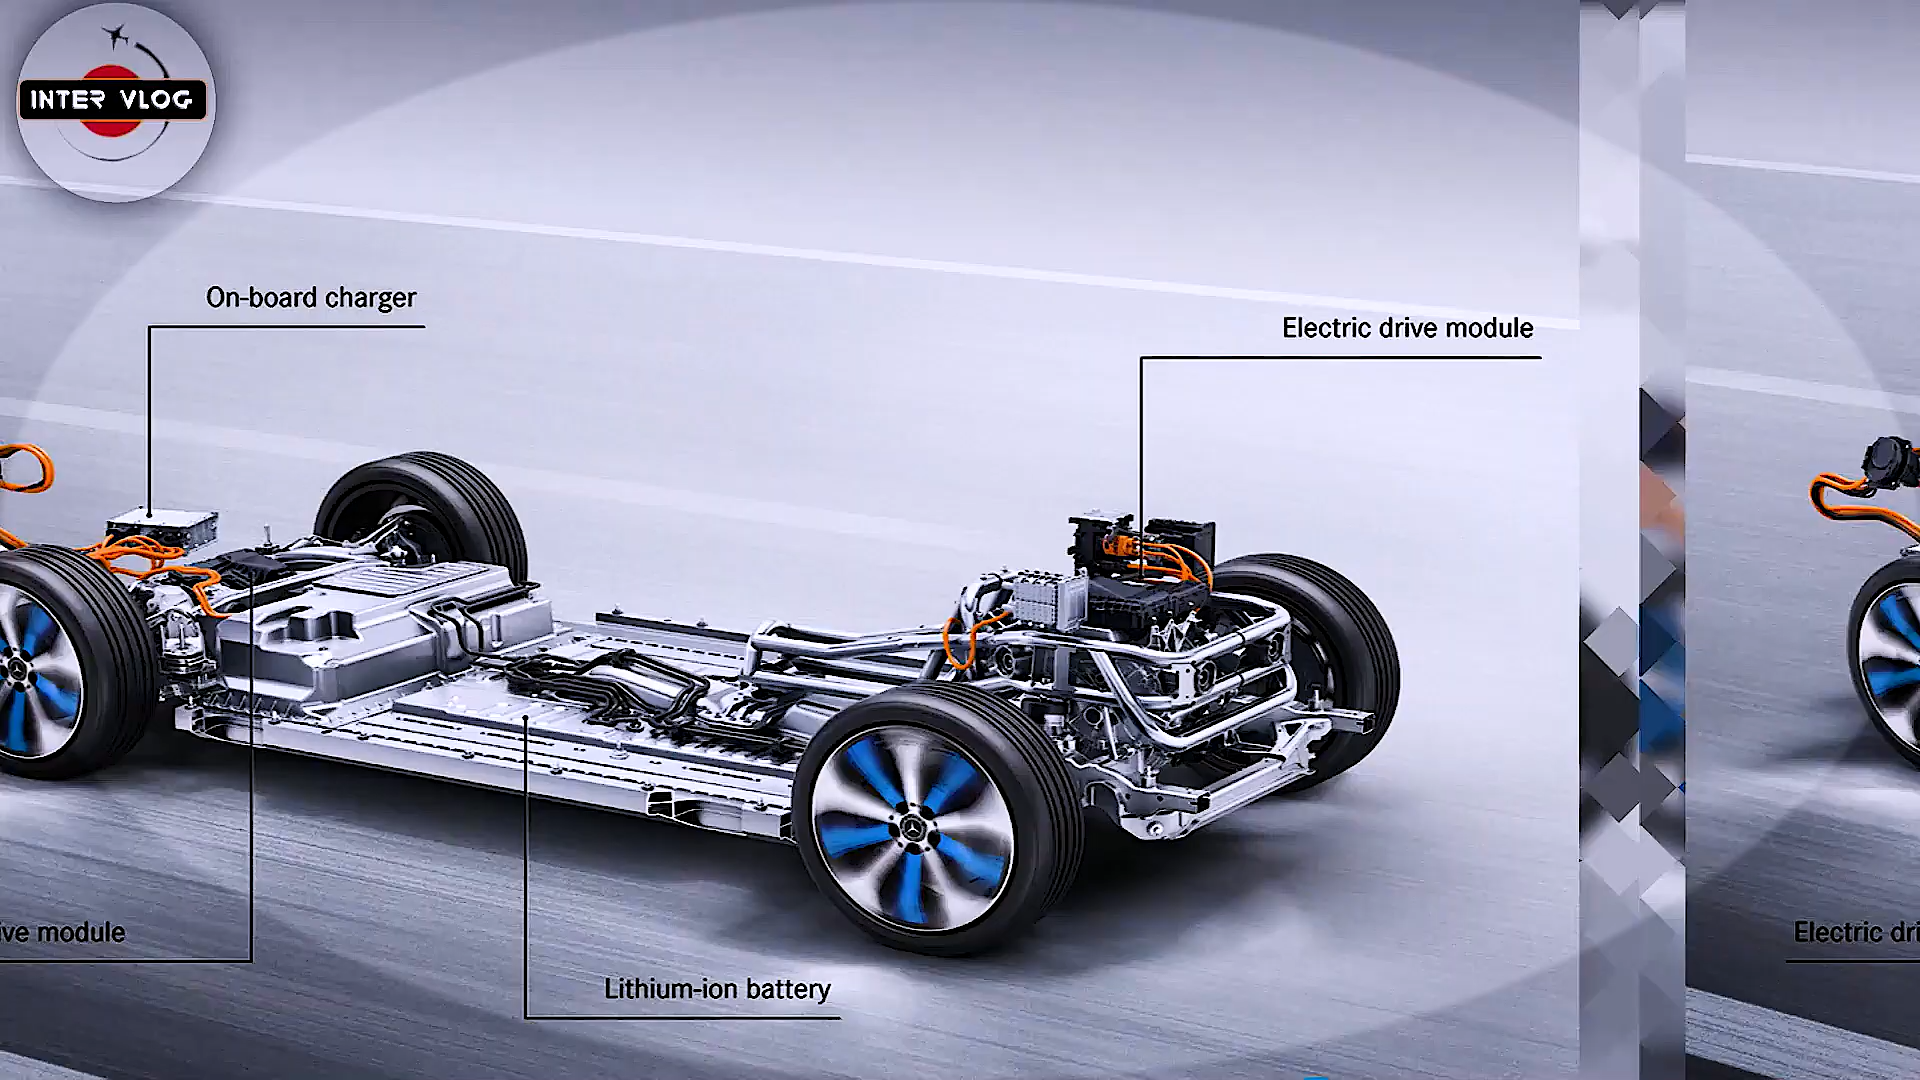 INTER VLOG
On-board charger
Electric drive module
ive module
Electric dri
Lithium-ion battery